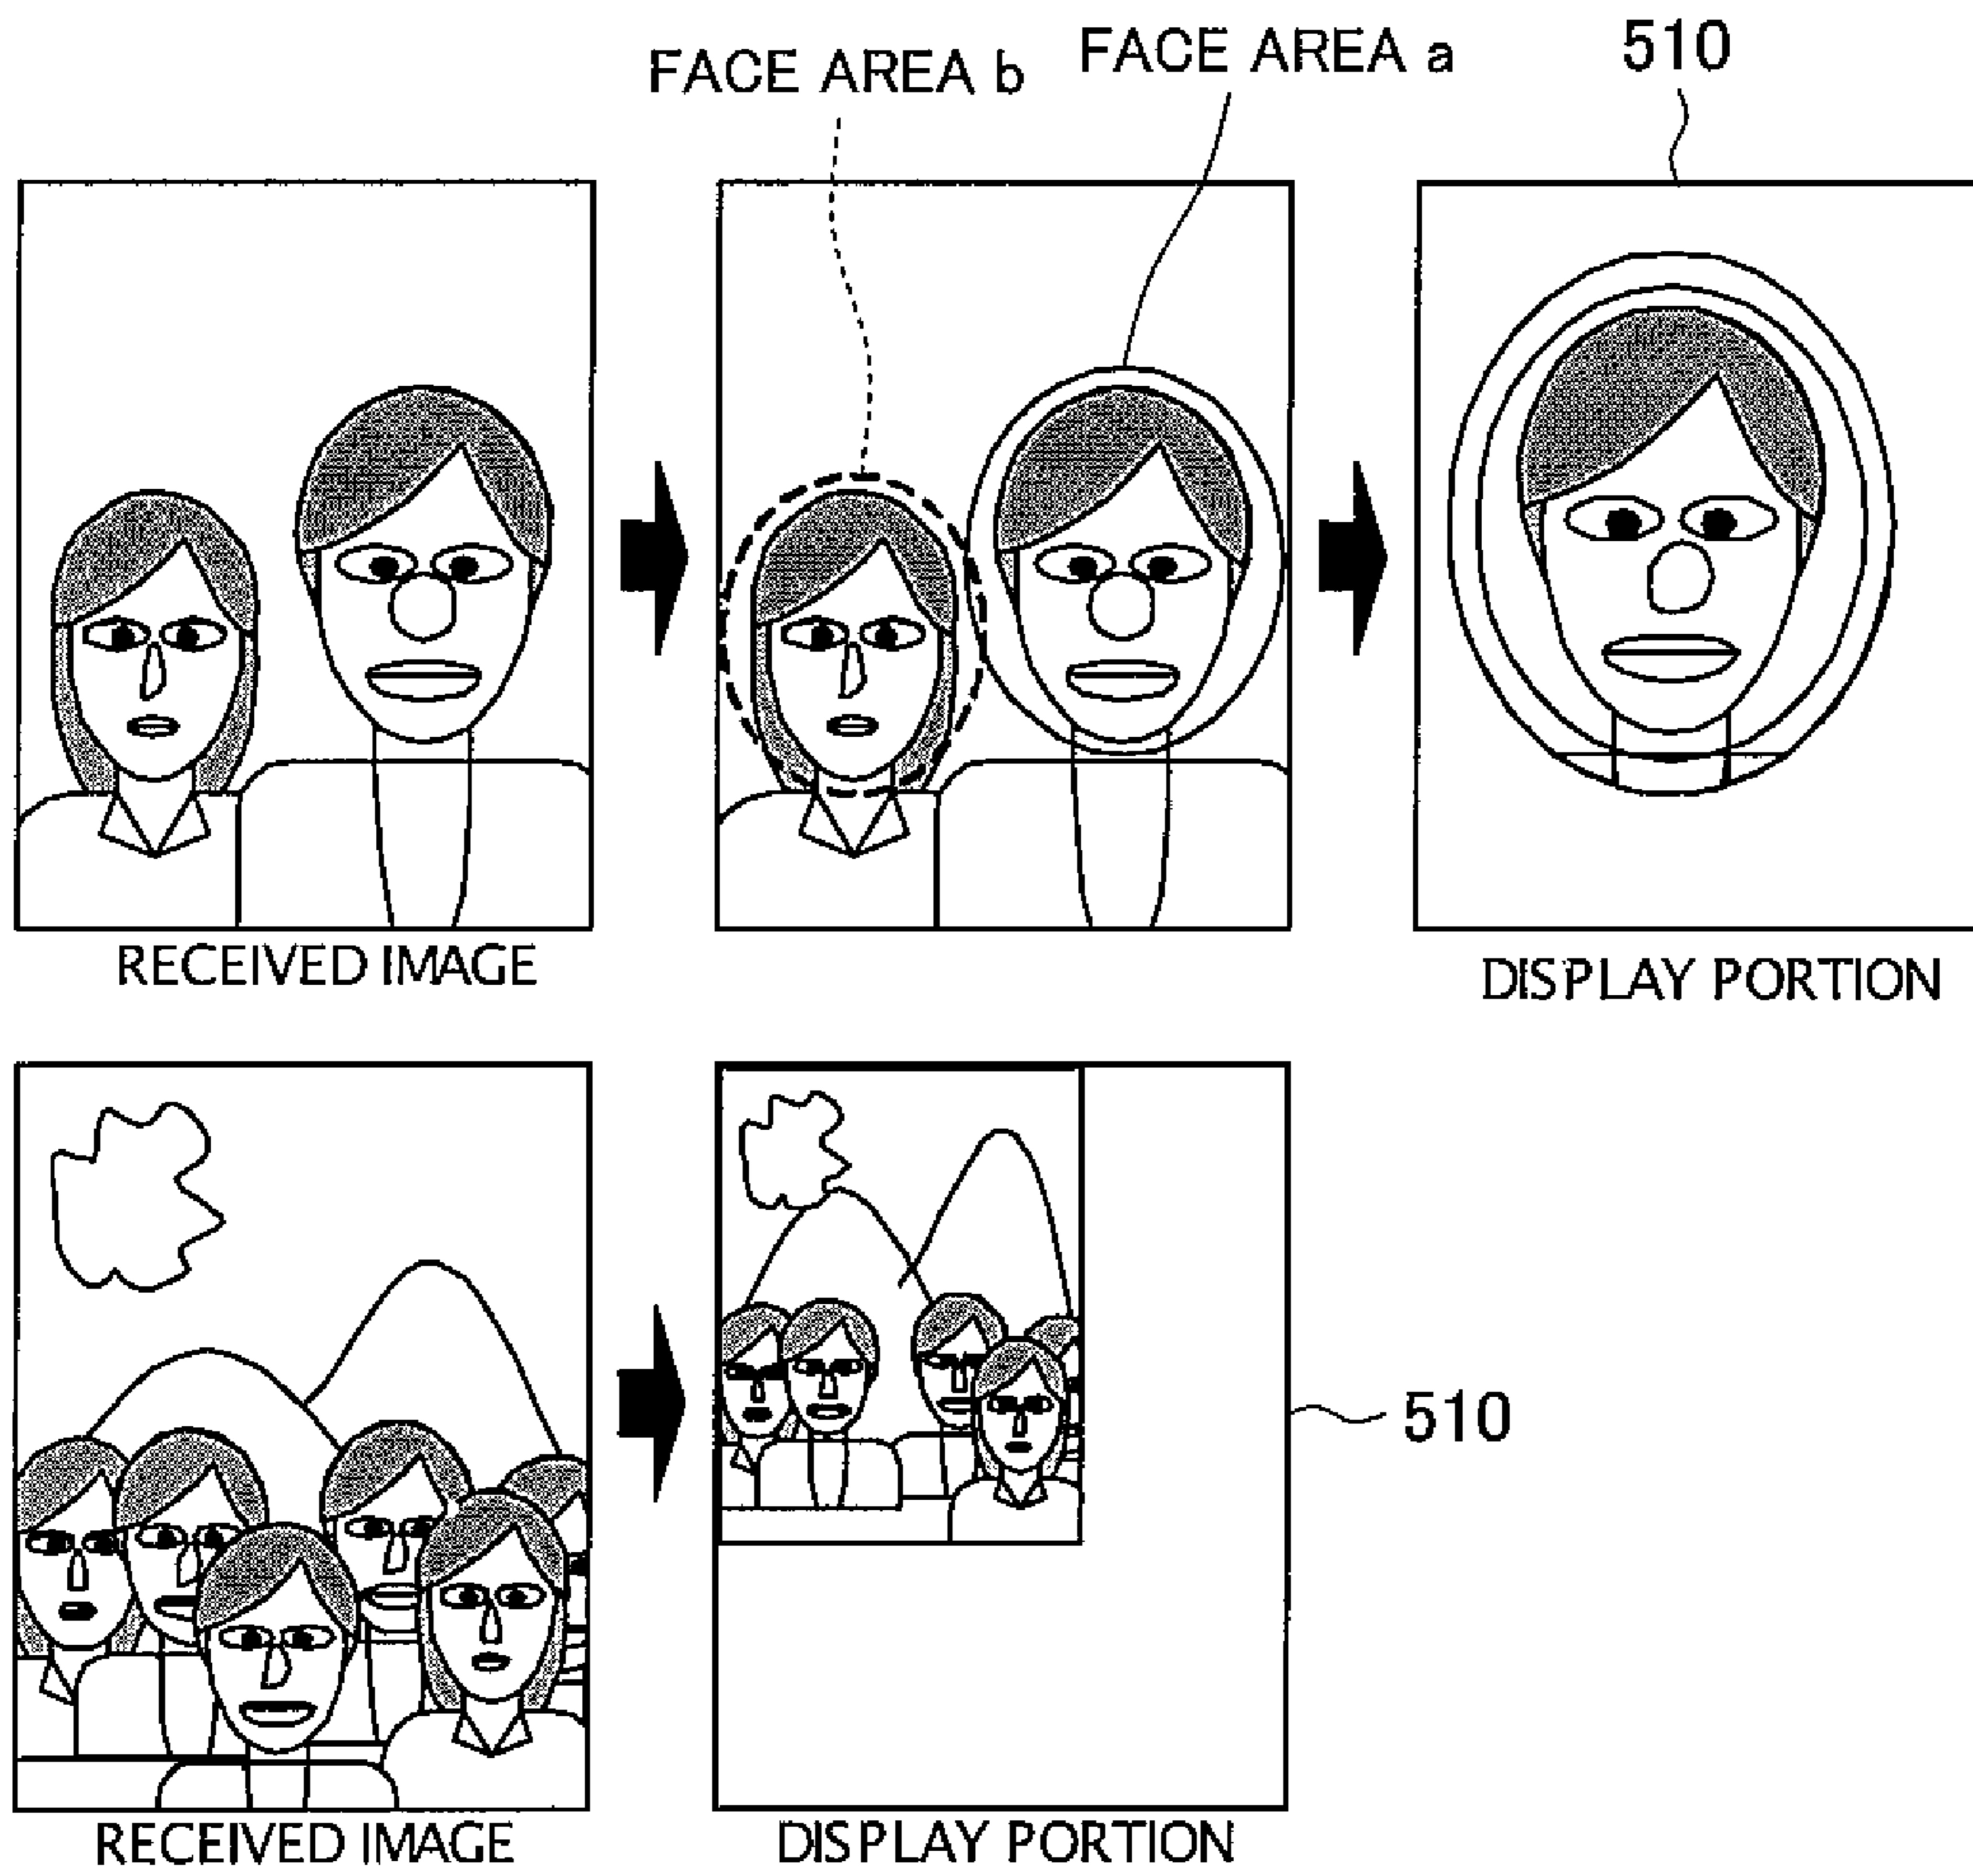 FACE AREA b
FACE AREA a
510
RECEIVED IMAGE
DISPLAY PORTION
510
RECEIVED IMAGE
DISPLAY PORTION